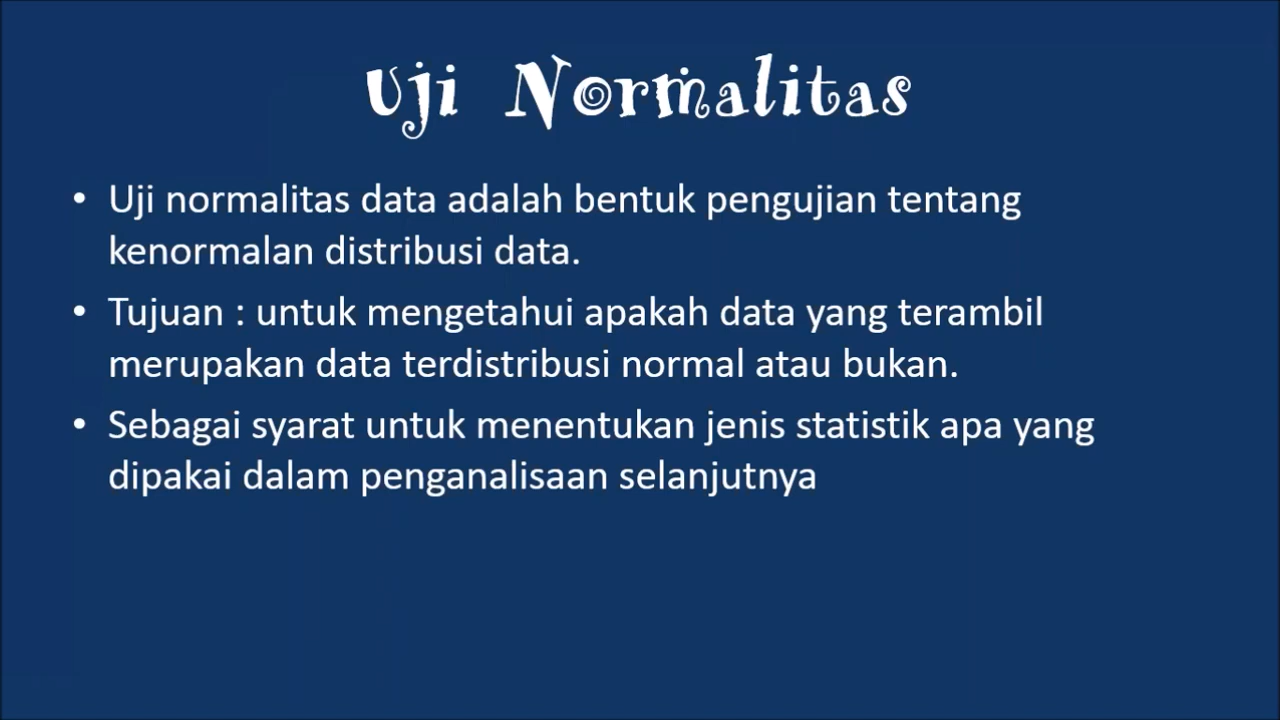 Uji Normalitas
• Uji normalitas data adalah bentuk pengujian tentang
kenormalan distribusi data.
• Tujuan : untuk mengetahui apakah data yang terambil
merupakan data terdistribusi normal atau bukan.
• Sebagai syarat untuk menentukan jenis statistik apa yang
dipakai dalam penganalisaan selanjutnya